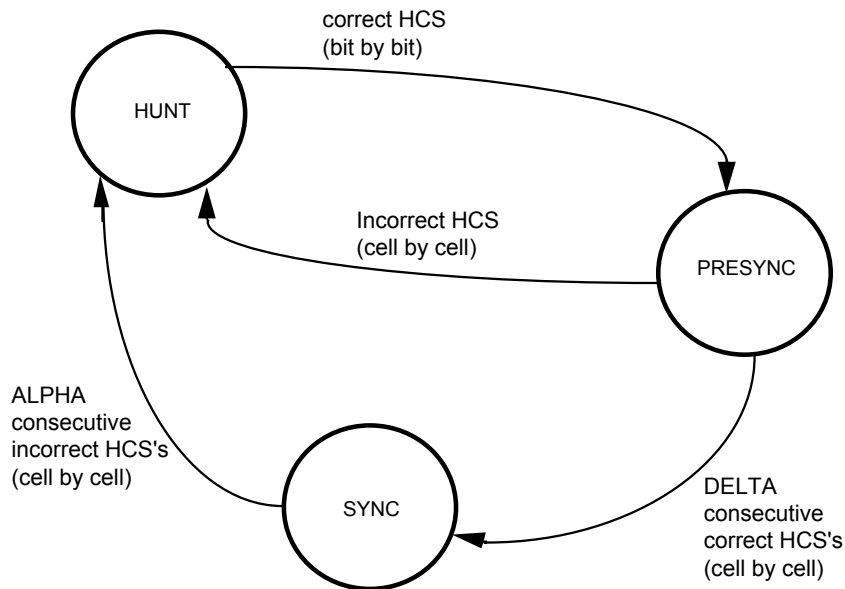 correct HCS
(bit by bit)
HUNT
Incorrect HCS
(cell by cell)
PRESYNC
ALPHA
consecutive
incorrect HCS's
(cell by cell)
SYNC
DELTA
consecutive
correct HCS's
(cell by cell)